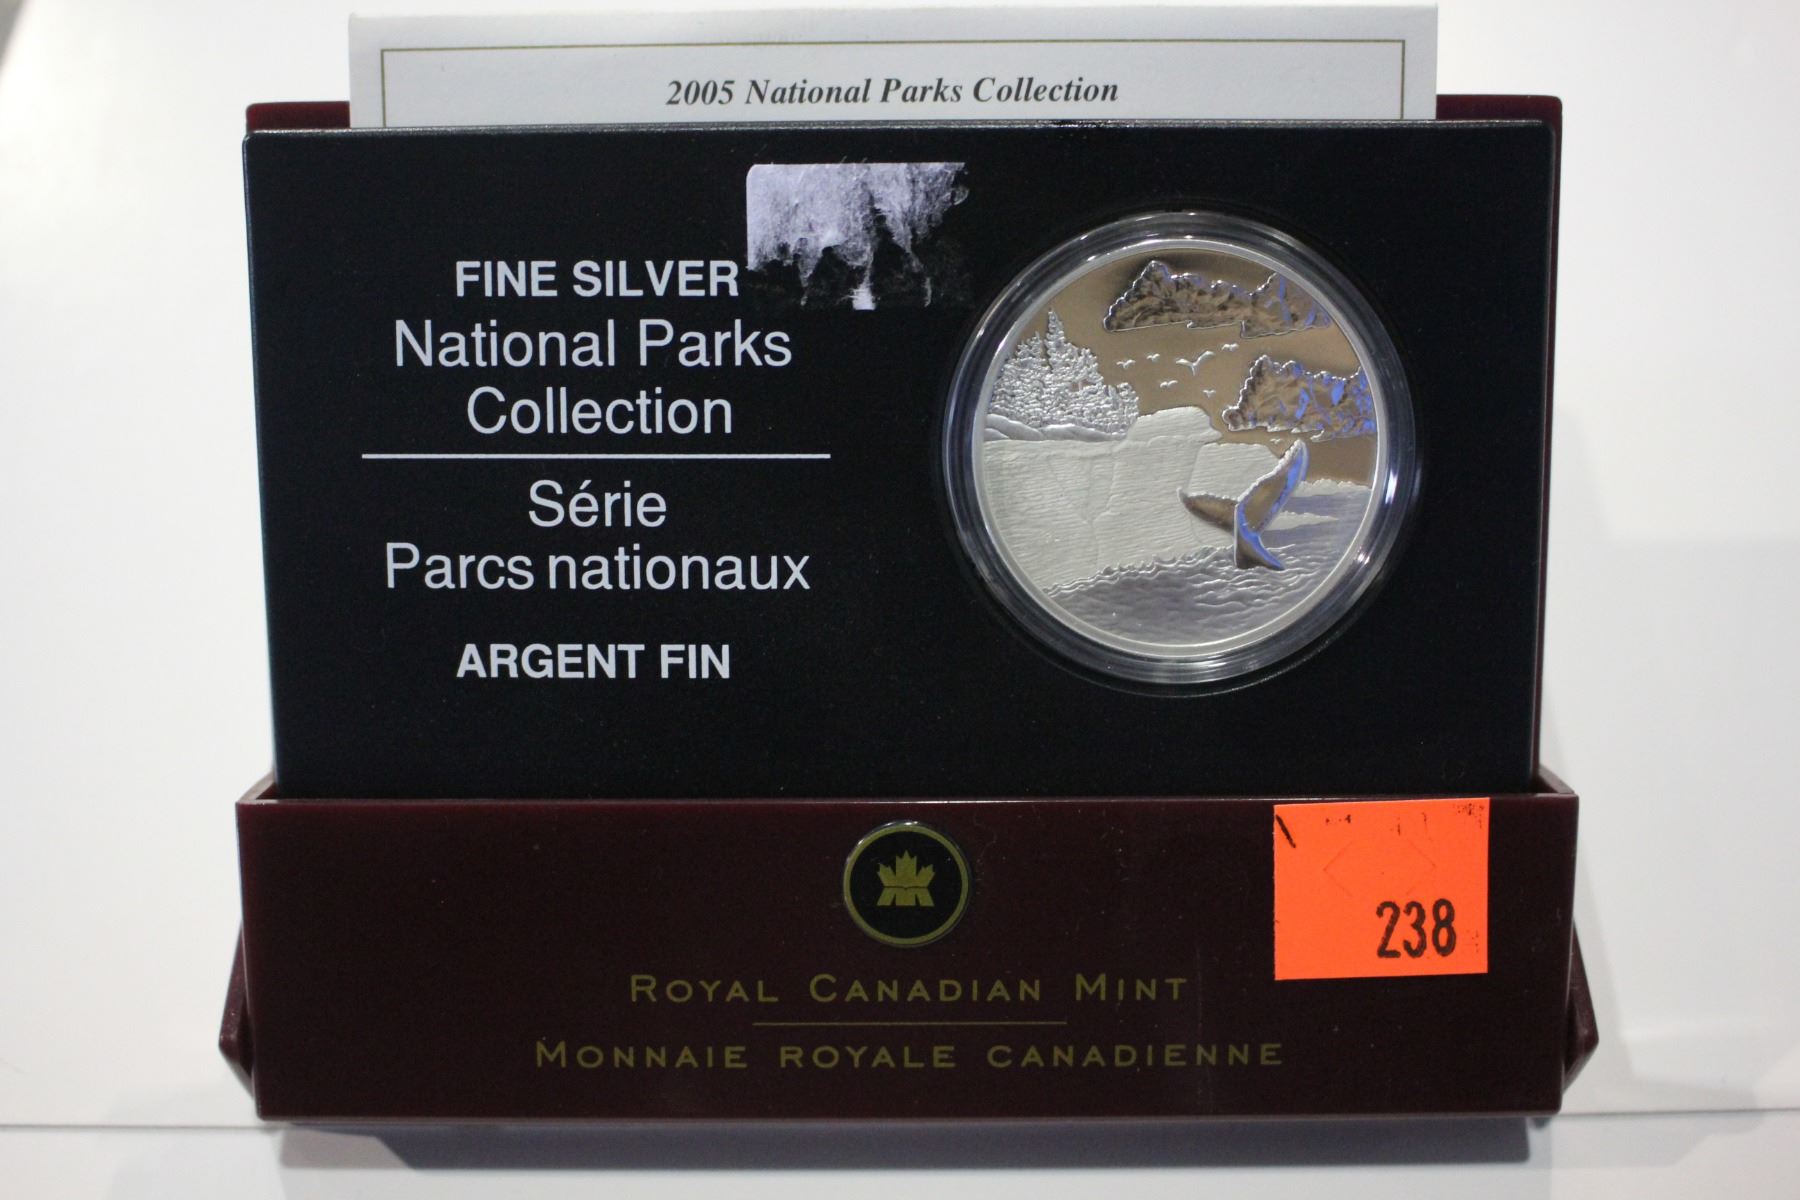 2005 National Parks Collection
FINE SILVER
National Parks
Collection
Série
Parcs nationaux
ARGENT FIN
238
ROYAL CANADIAN MINT
MONNAIE ROYALE CANADIENNE